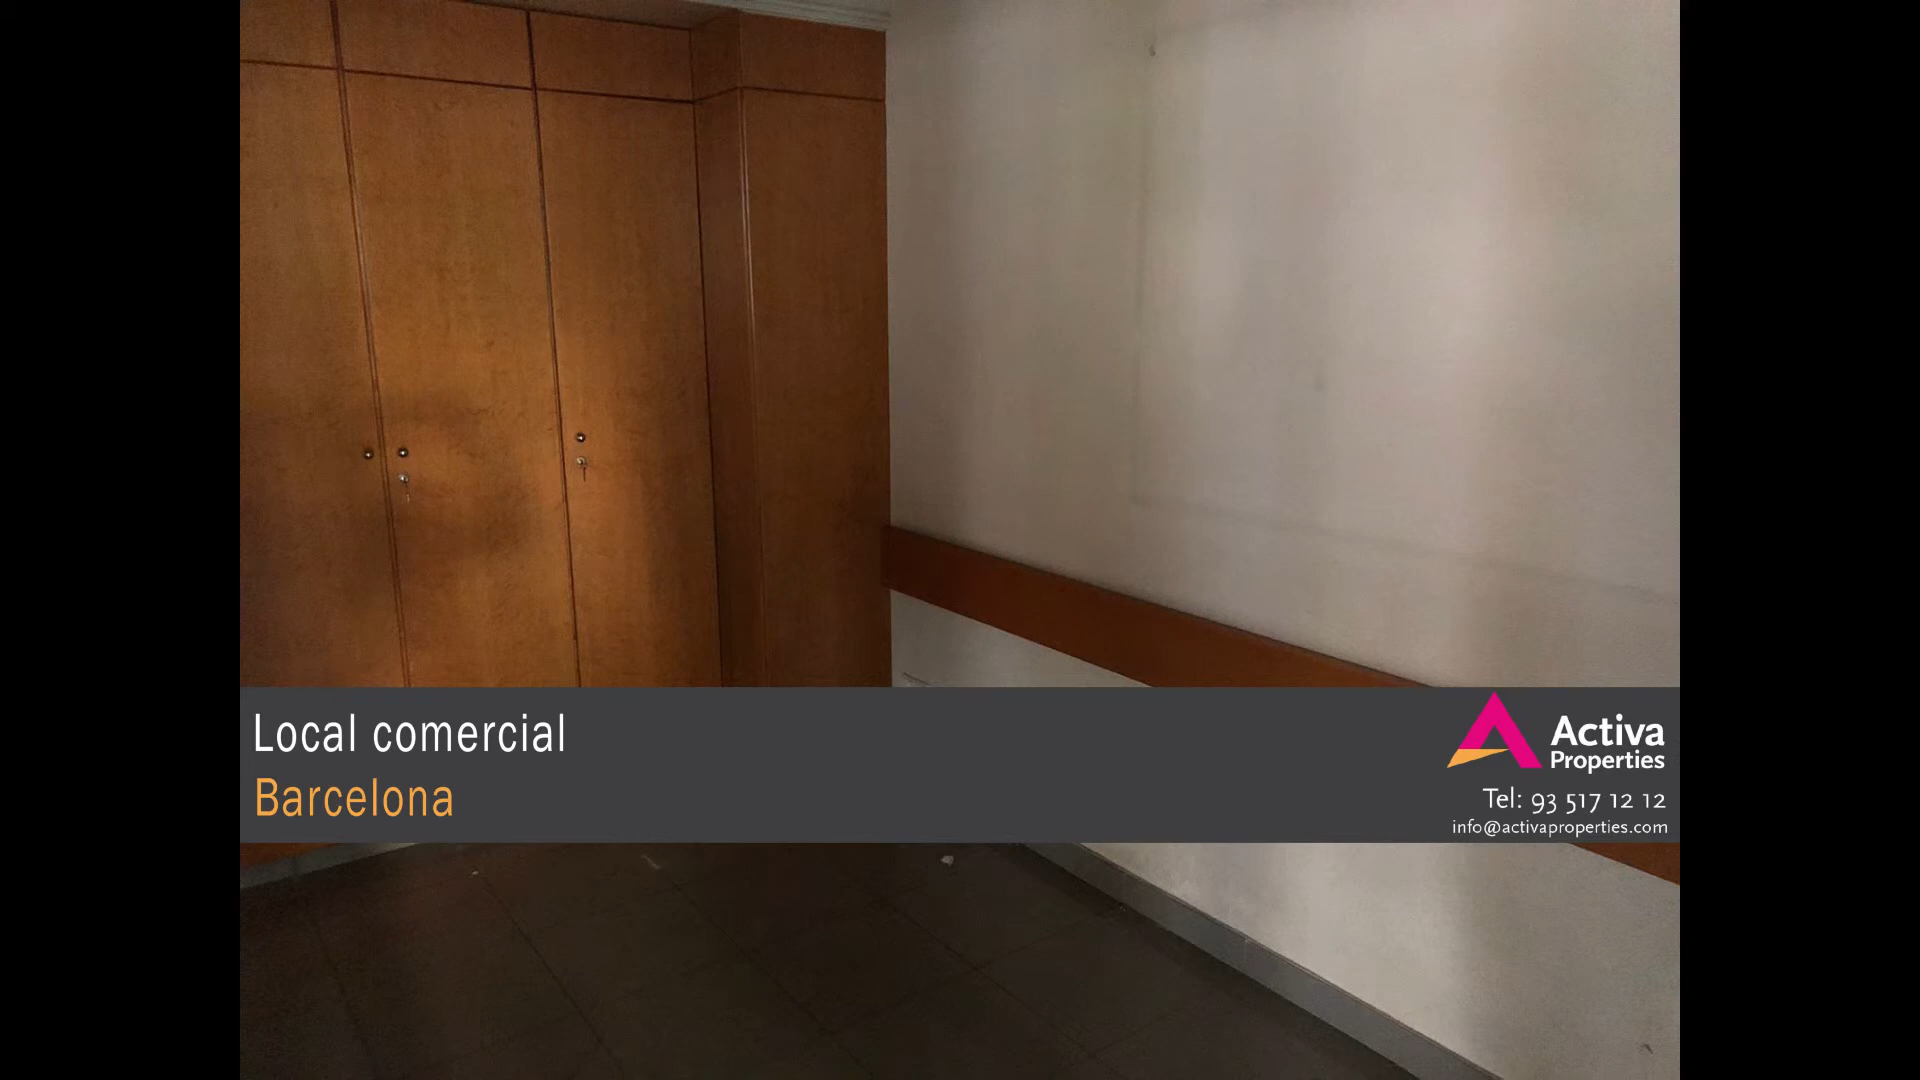 Local comercial
Barcelona
Activa
Properties
Tel: 93 517 12 12
info@activaproperties.com